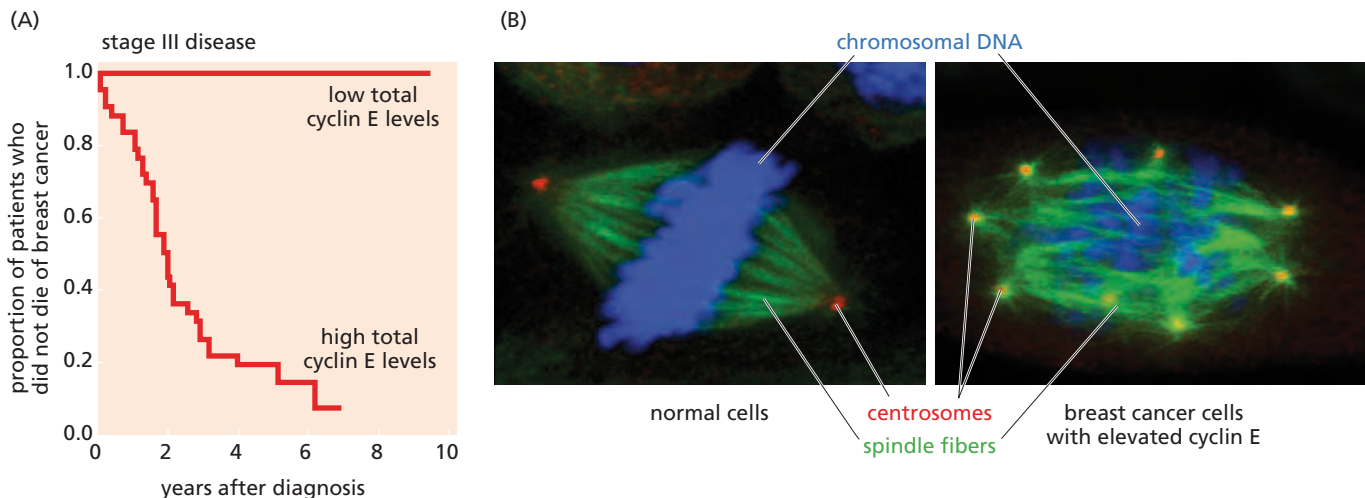 (A)
stage III disease
proportion of patients who
did not die of breast cancer
1.0
0.8
0.6
0.4
0.2
0.0
low total
cyclin E levels
high total
cyclin E levels
0
2
4
6
8
10
years after diagnosis
(B)
chromosomal DNA
normal cells
centrosomes
spindle fibers
breast cancer cells
with elevated cyclin E